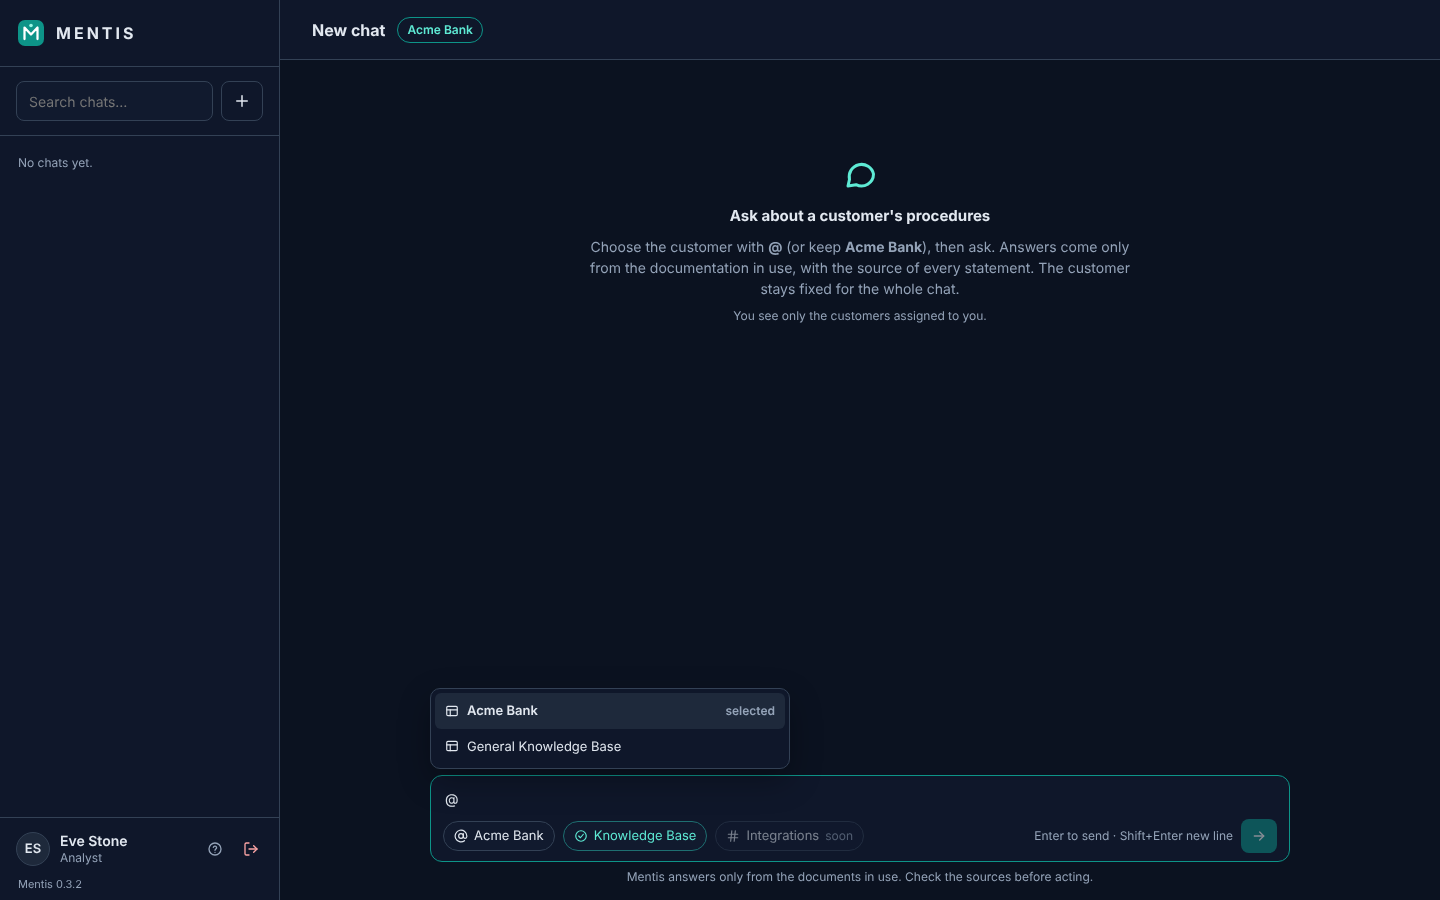 MENTIS
Search chats...
No chats yet.
ES
Eve Stone
Analyst
Mentis 0.3.2
New chat
Acme Bank
Ask about a customer's procedures
Choose the customer with @ (or keep Acme Bank), then ask. Answers come only
from the documentation in use, with the source of every statement. The customer
stays fixed for the whole chat.
You see only the customers assigned to you.
Acme Bank selected
General Knowledge Base
@
@ Acme Bank
Knowledge Base
# Integrations soon
Enter to send · Shift+Enter new line
Mentis answers only from the documents in use. Check the sources before acting.